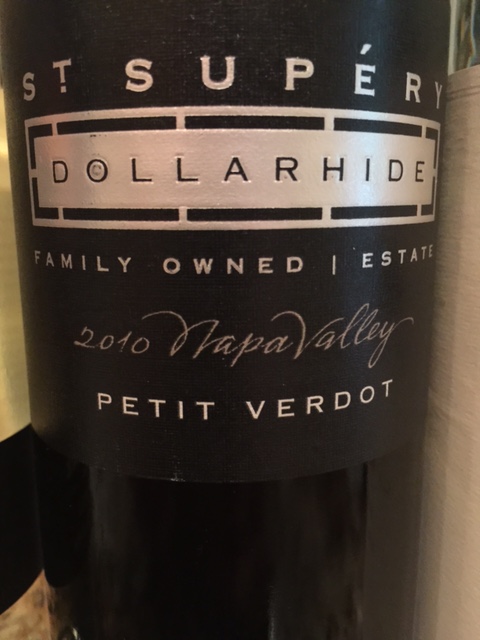 ST SUPÉRY
DOLLARHIDE
FAMILY OWNED | ESTATE
2010 Napa Valley
PETIT VERDOT